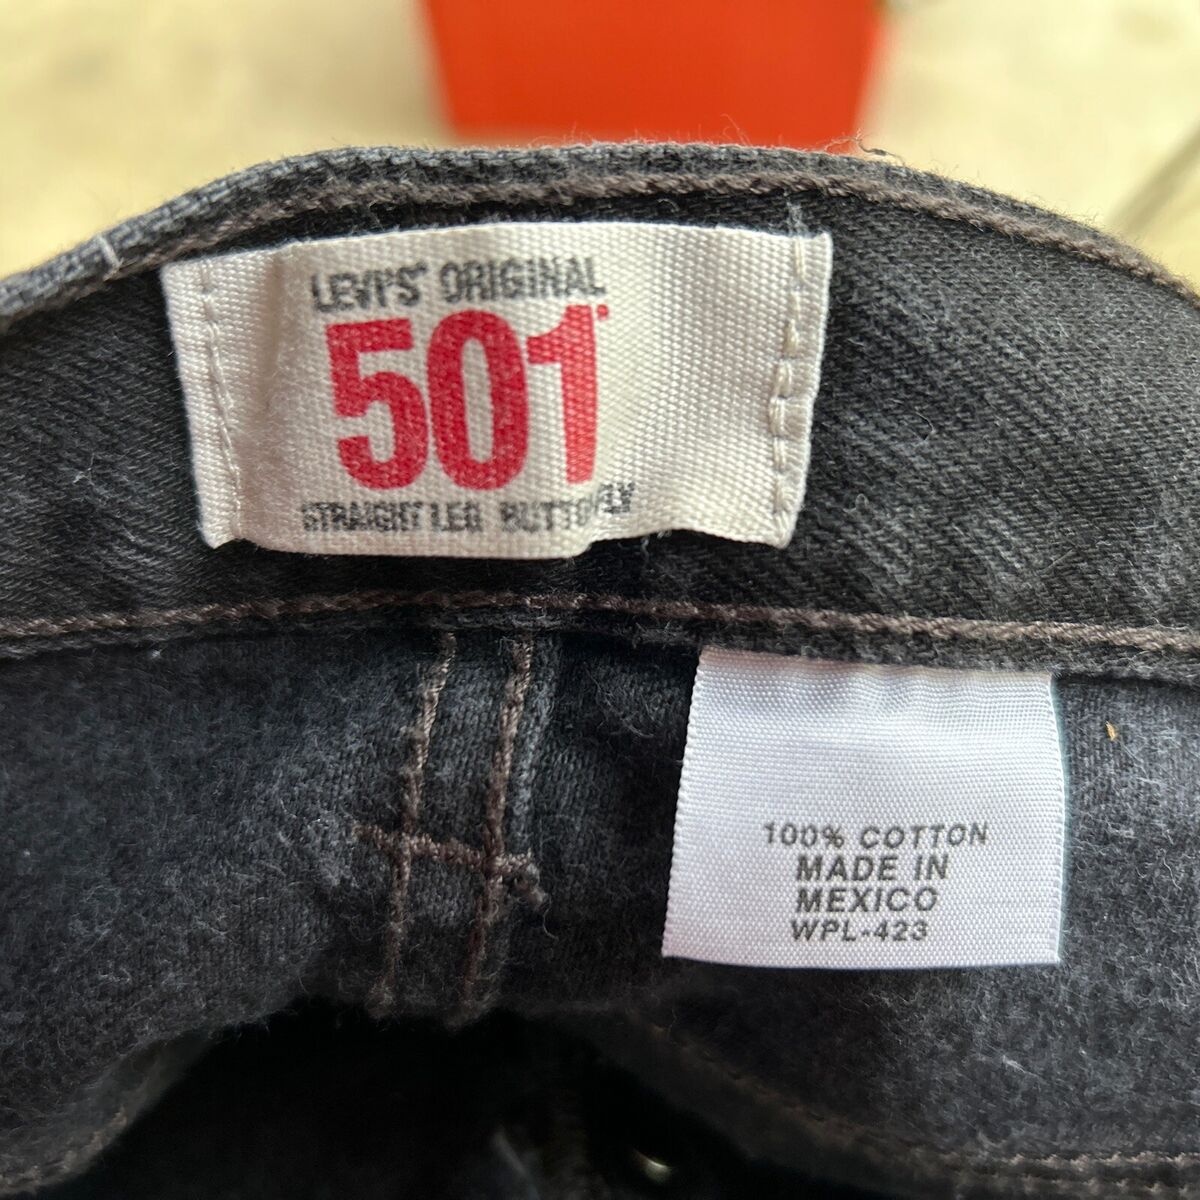 LEVI'S® ORIGINAL
501®
STRAIGHT LEG BUTTON FLY
100% COTTON
MADE IN
MEXICO
WPL-423